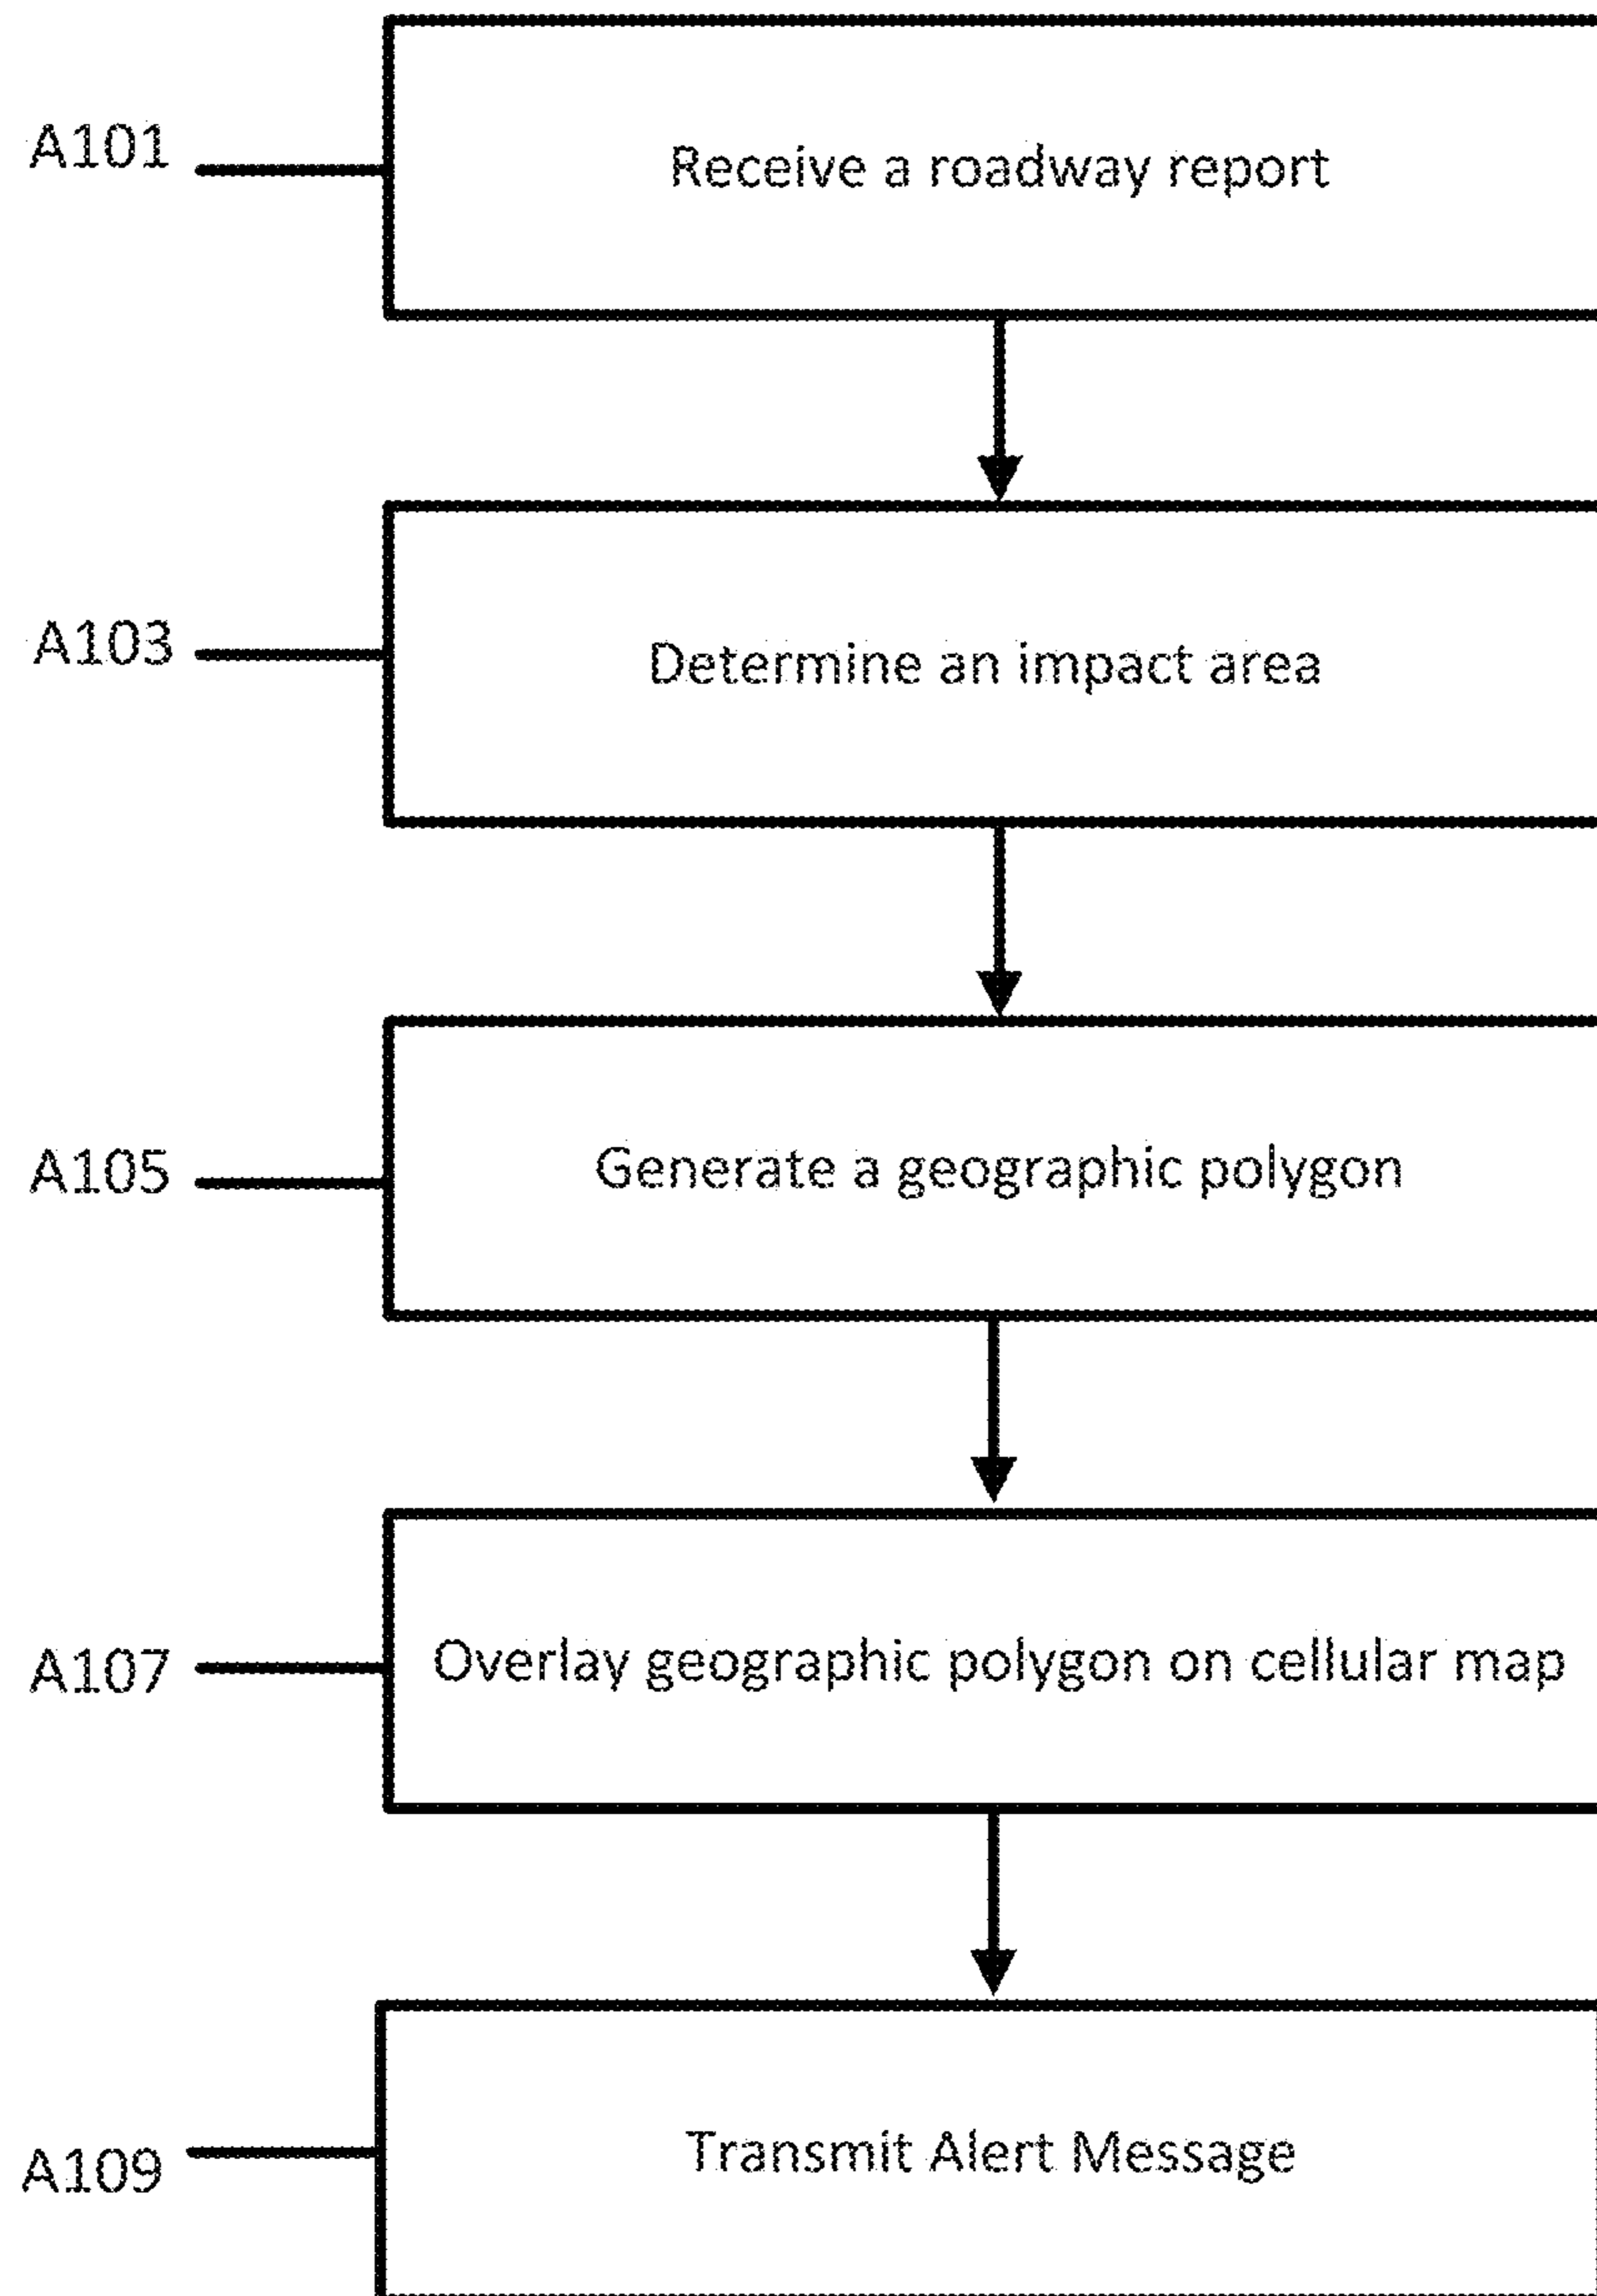 A101
Receive a roadway report
A103
Determine an impact area
A105
Generate a geographic polygon
A107
Overlay geographic polygon on cellular map
A109
Transmit Alert Message